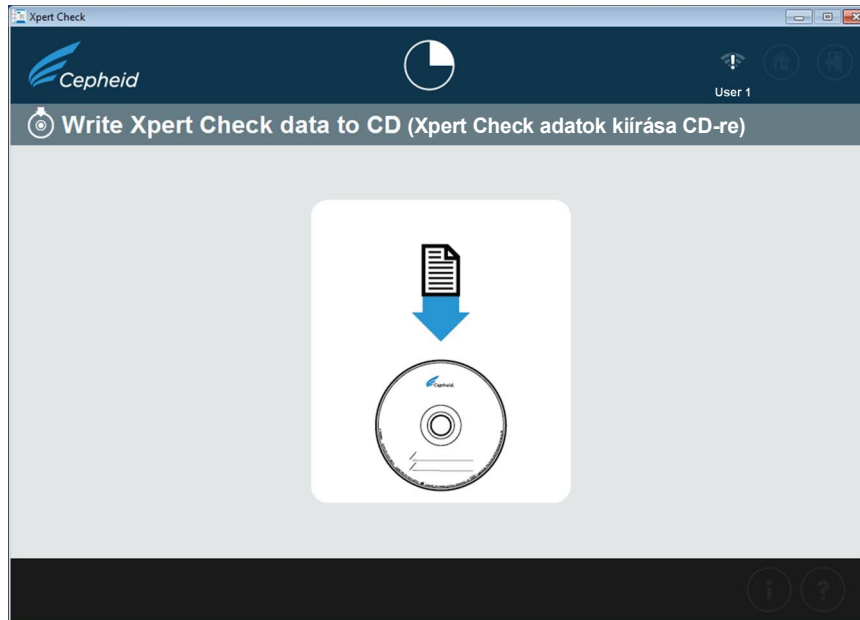 Xpert Check
Cepheid
User 1
Write Xpert Check data to CD (Xpert Check adatok kiírása CD-re)
Cepheid.
i ?